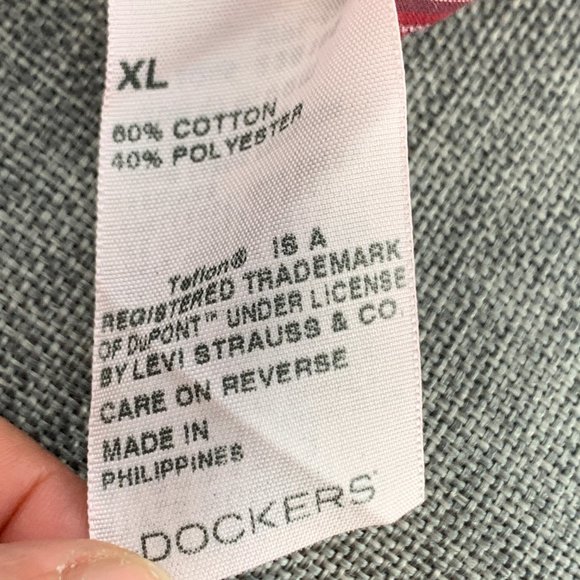 XL
60% COTTON
40% POLYESTER
Teflon® IS A
REGISTERED TRADEMARK
OF DuPONT™ UNDER LICENSE
BY LEVI STRAUSS & CO.
CARE ON REVERSE
MADE IN
PHILIPPINES
DOCKERS®